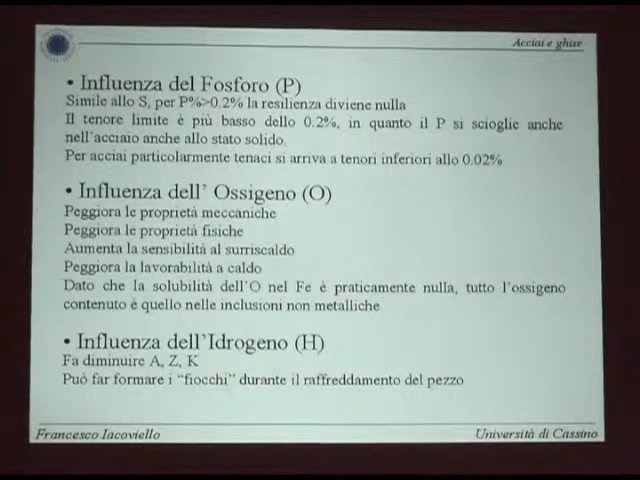 Acciai e ghise
• Influenza del Fosforo (P)
Simile allo S, per P%>0.2% la resilienza diviene nulla
Il tenore limite è più basso dello 0.2%, in quanto il P si scioglie anche
nell'acciaio anche allo stato solido.
Per acciai particolarmente tenaci si arriva a tenori inferiori allo 0.02%
• Influenza dell' Ossigeno (O)
Peggiora le proprietà meccaniche
Peggiora le proprietà fisiche
Aumenta la sensibilità al surriscaldo
Peggiora la lavorabilità a caldo
Dato che la solubilità dell'O nel Fe è praticamente nulla, tutto l'ossigeno
contenuto è quello nelle inclusioni non metalliche
• Influenza dell'Idrogeno (H)
Fa diminuire A, Z, K
Può far formare i “fiocchi” durante il raffreddamento del pezzo
Francesco Iacoviello
Università di Cassino